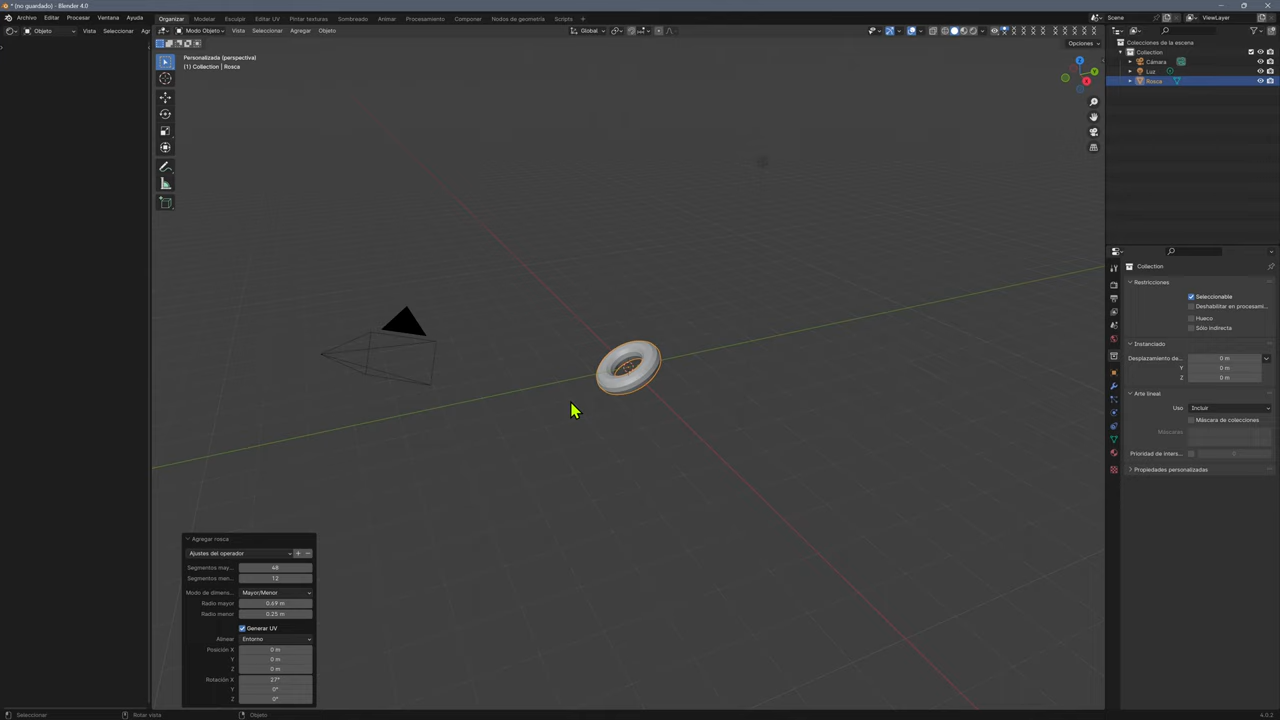 * (no guardado) - Blender 4.0
Archivo Editar Procesar Ventana Ayuda
Organizar Modelar Esculpir Editar UV Pintar texturas Sombreado Animar Procesamiento Componer Nodos de geometría Scripts
Scene
ViewLayer
Objeto Vista Seleccionar Agr
Modo Objeto Vista Seleccionar Agregar Objeto
Global
Opciones
Personalizada (perspectiva)
(1) Collection | Rosca
Z
Y
X
Colecciones de la escena
Collection
Cámara
Luz
Rosca
Collection
Restricciones
Seleccionable
Deshabilitar en procesami...
Hueco
Sólo indirecta
Instanciado
Desplazamiento de... 0 m
Y 0 m
Z 0 m
Arte lineal
Uso Incluir
Máscara de colecciones
Máscaras
Prioridad de inters... 0
Propiedades personalizadas
Agregar rosca
Ajustes del operador
Segmentos may... 48
Segmentos men... 12
Modo de dimens... Mayor/Menor
Radio mayor 0.69 m
Radio menor 0.25 m
Generar UV
Alinear Entorno
Posición X 0 m
Y 0 m
Z 0 m
Rotación X 27°
Y 0°
Z 0°
Seleccionar Rotar vista Objeto
4.0.2